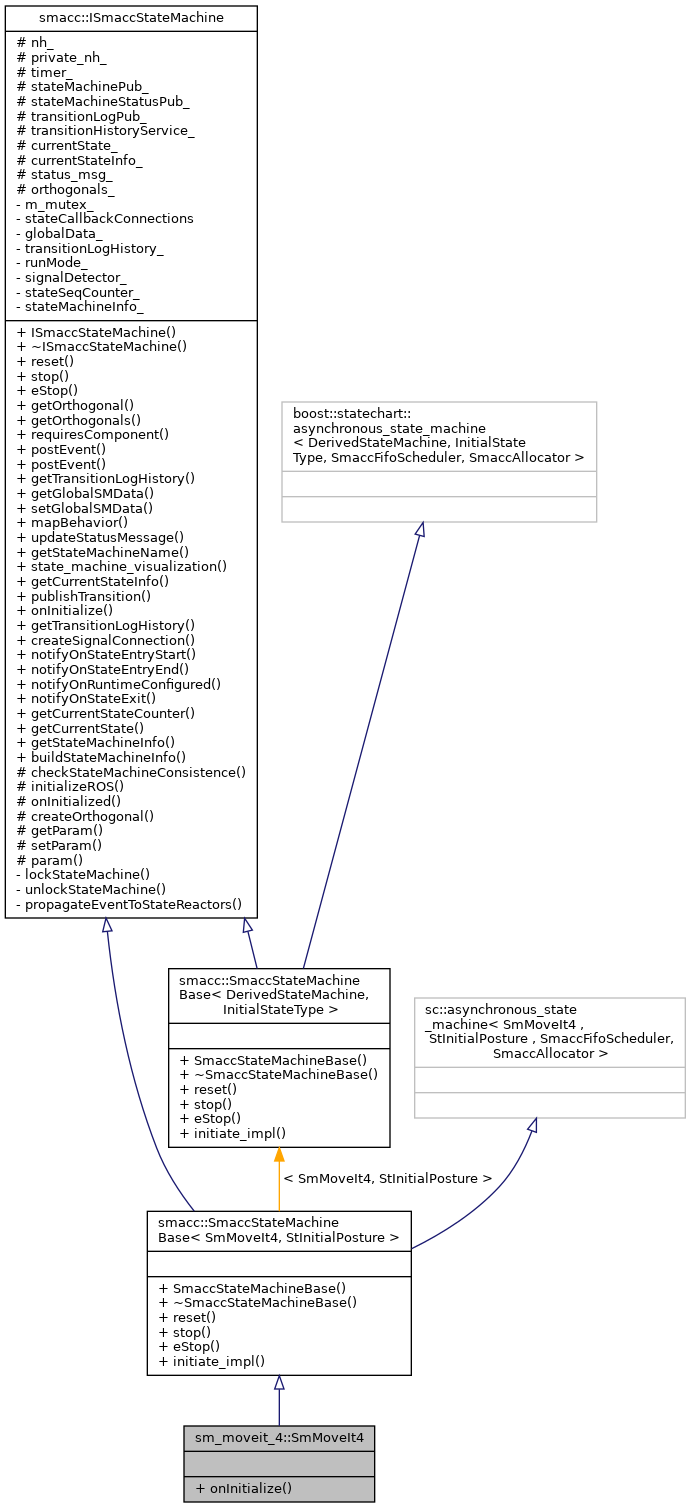 smacc::ISmaccStateMachine
# nh_
# private_nh_
# timer_
# stateMachinePub_
# stateMachineStatusPub_
# transitionLogPub_
# transitionHistoryService_
# currentState_
# currentStateInfo_
# status_msg_
# orthogonals_
- m_mutex_
- stateCallbackConnections
- globalData_
- transitionLogHistory_
- runMode_
- signalDetector_
- stateSeqCounter_
- stateMachineInfo_
+ ISmaccStateMachine()
+ ~ISmaccStateMachine()
+ reset()
+ stop()
+ eStop()
+ getOrthogonal()
+ getOrthogonals()
+ requiresComponent()
+ postEvent()
+ postEvent()
+ getTransitionLogHistory()
+ getGlobalSMData()
+ setGlobalSMData()
+ mapBehavior()
+ updateStatusMessage()
+ getStateMachineName()
+ state_machine_visualization()
+ getCurrentStateInfo()
+ publishTransition()
+ onInitialize()
+ getTransitionLogHistory()
+ createSignalConnection()
+ notifyOnStateEntryStart()
+ notifyOnStateEntryEnd()
+ notifyOnRuntimeConfigured()
+ notifyOnStateExit()
+ getCurrentStateCounter()
+ getCurrentState()
+ getStateMachineInfo()
+ buildStateMachineInfo()
# checkStateMachineConsistence()
# initializeROS()
# onInitialized()
# createOrthogonal()
# getParam()
# setParam()
# param()
- lockStateMachine()
- unlockStateMachine()
- propagateEventToStateReactors()
boost::statechart::
asynchronous_state_machine
< DerivedStateMachine, InitialState
Type, SmaccFifoScheduler, SmaccAllocator >
smacc::SmaccStateMachine
Base< DerivedStateMachine,
InitialStateType >
+ SmaccStateMachineBase()
+ ~SmaccStateMachineBase()
+ reset()
+ stop()
+ eStop()
+ initiate_impl()
sc::asynchronous_state
_machine< SmMoveIt4 ,
StInitialPosture , SmaccFifoScheduler,
SmaccAllocator >
< SmMoveIt4, StInitialPosture >
smacc::SmaccStateMachine
Base< SmMoveIt4, StInitialPosture >
+ SmaccStateMachineBase()
+ ~SmaccStateMachineBase()
+ reset()
+ stop()
+ eStop()
+ initiate_impl()
sm_moveit_4::SmMoveIt4
+ onInitialize()